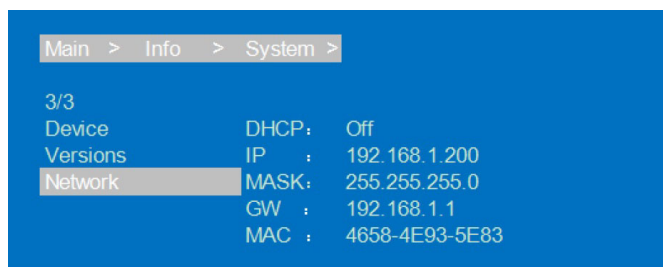 Main > Info > System >
3/3
Device DHCP： Off
Versions IP ： 192.168.1.200
Network MASK： 255.255.255.0
GW ： 192.168.1.1
MAC ： 4658-4E93-5E83